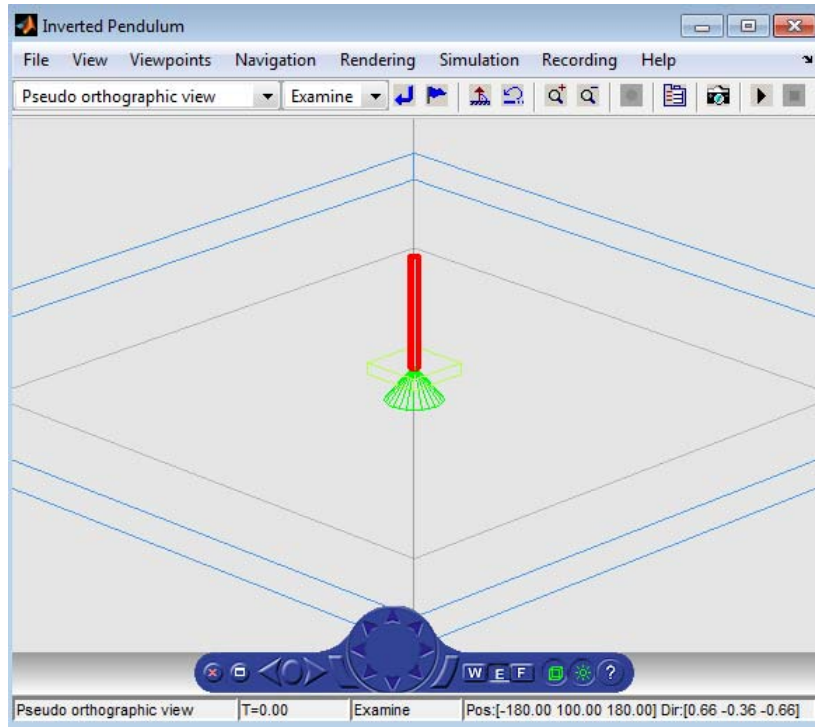 Inverted Pendulum
File View Viewpoints Navigation Rendering Simulation Recording Help
Pseudo orthographic view Examine
W E F ?
Pseudo orthographic view T=0.00 Examine Pos:[-180.00 100.00 180.00] Dir:[0.66 -0.36 -0.66]